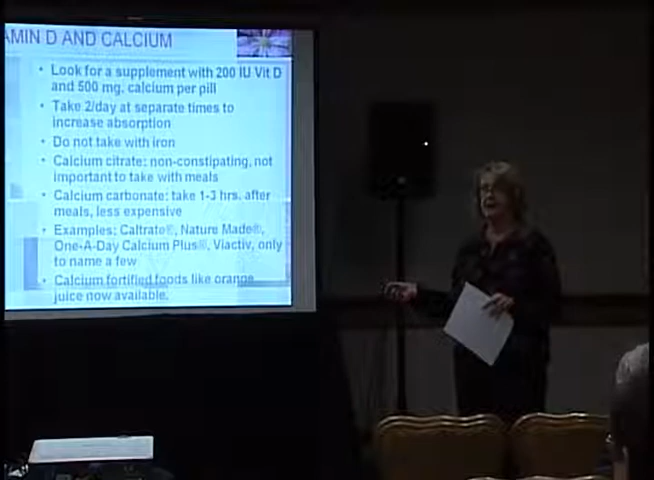 AMIN D AND CALCIUM
• Look for a supplement with 200 IU Vit D
and 500 mg. calcium per pill
• Take 2/day at separate times to
increase absorption
• Do not take with iron
• Calcium citrate: non-constipating, not
important to take with meals
• Calcium carbonate: take 1-3 hrs. after
meals, less expensive
• Examples: Caltrate®, Nature Made®,
One-A-Day Calcium Plus®, Viactiv, only
to name a few
• Calcium fortified foods like orange
juice now available.